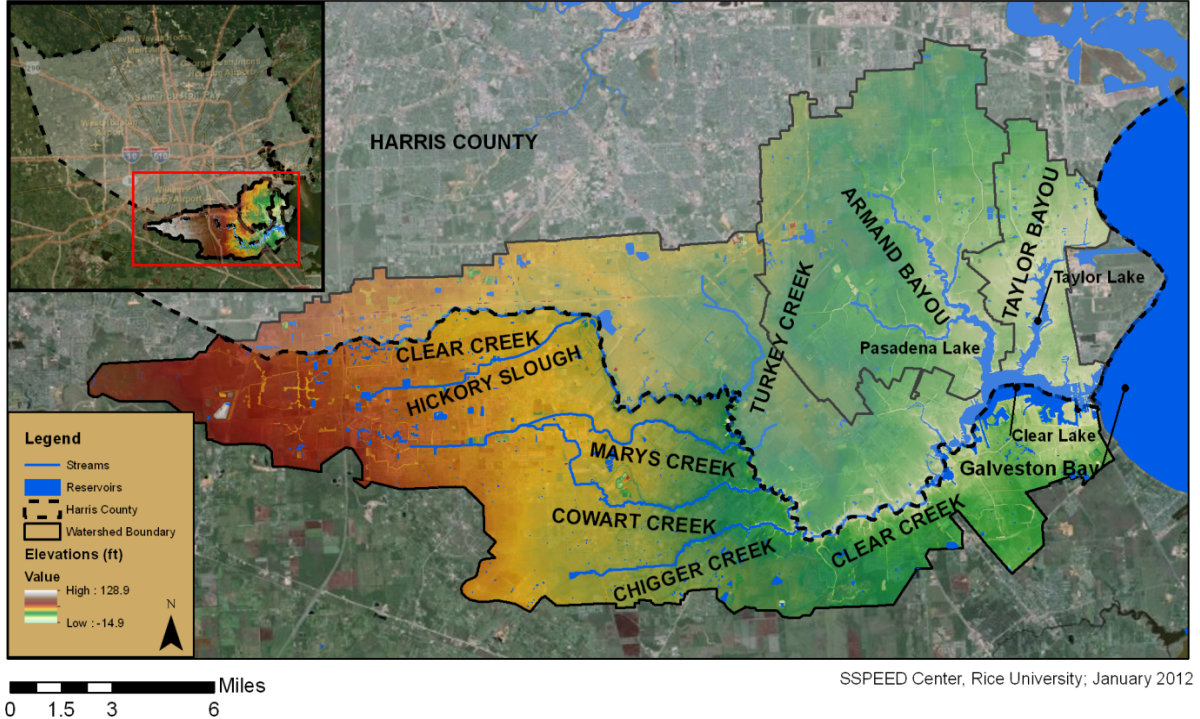 HARRIS COUNTY
ARMAND BAYOU
TAYLOR BAYOU
Taylor Lake
TURKEY CREEK
Pasadena Lake
CLEAR CREEK
HICKORY SLOUGH
MARYS CREEK
Clear Lake
Galveston Bay
COWART CREEK
CLEAR CREEK
CHIGGER CREEK
Legend
Streams
Reservoirs
Harris County
Watershed Boundary
Elevations (ft)
Value
High : 128.9
Low : -14.9
N
Miles
0 1.5 3 6
SSPEED Center, Rice University; January 2012